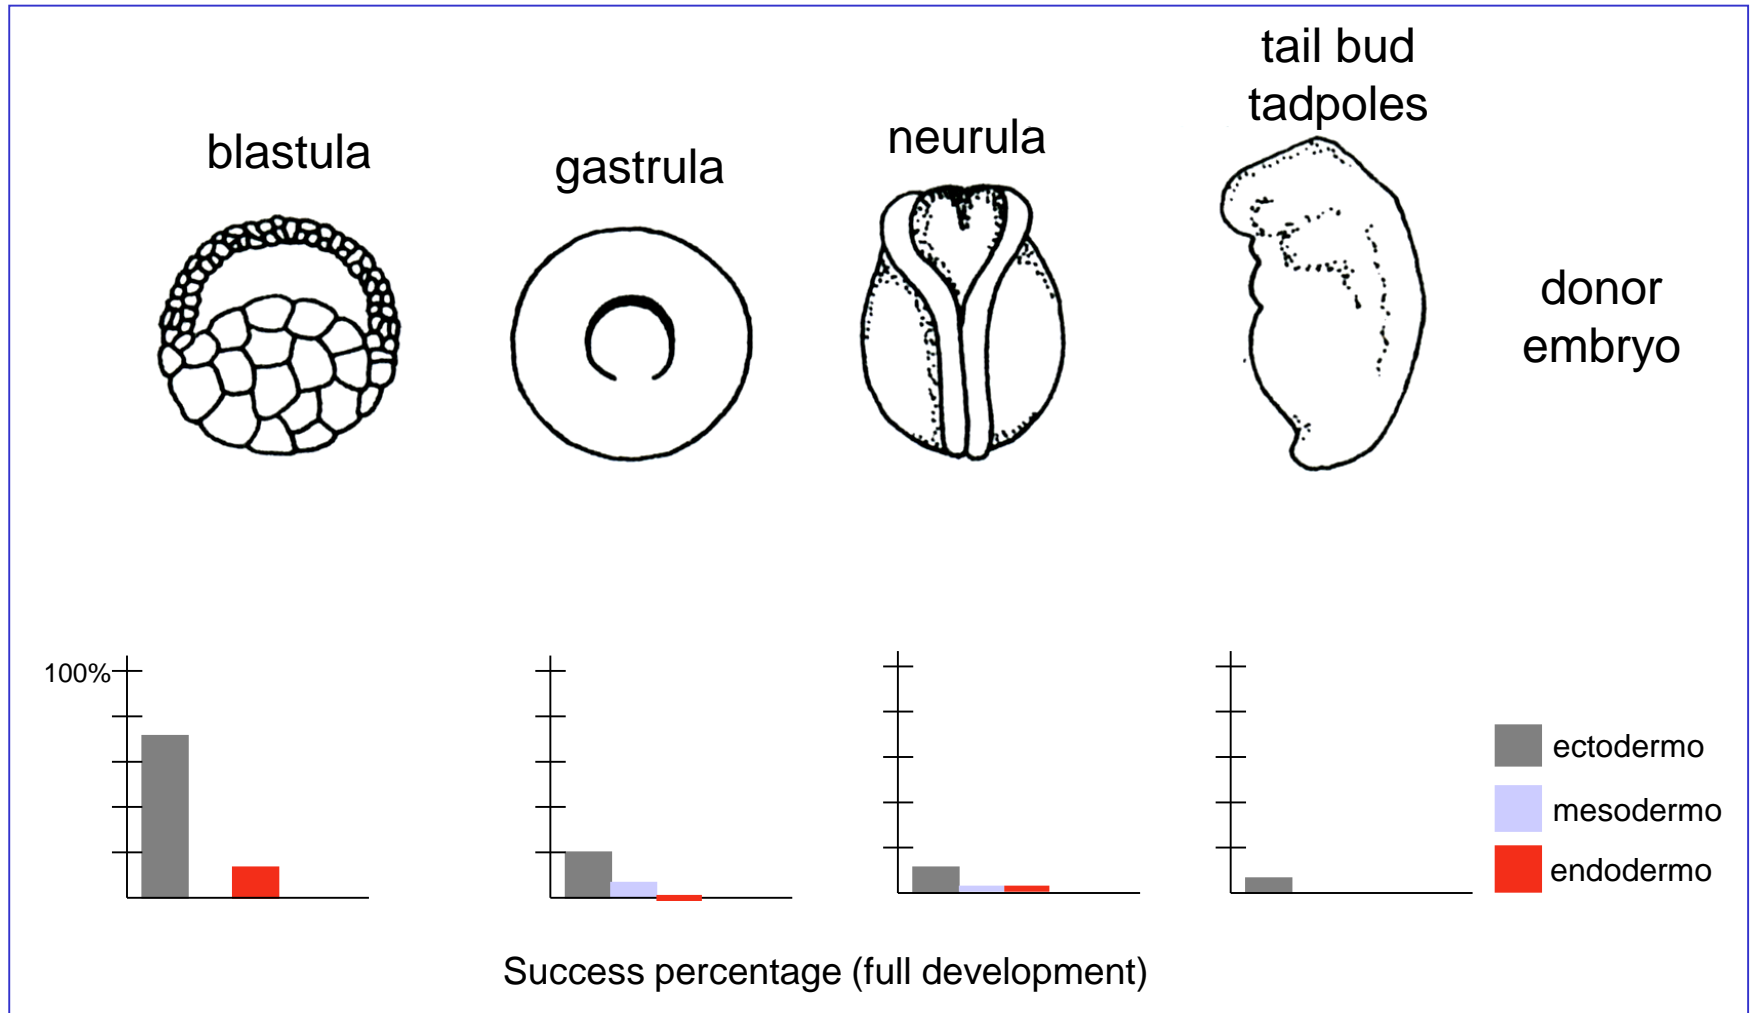 blastula
gastrula
neurula
tail bud
tadpoles
donor
embryo
100%
ectodermo
mesodermo
endodermo
Success percentage (full development)